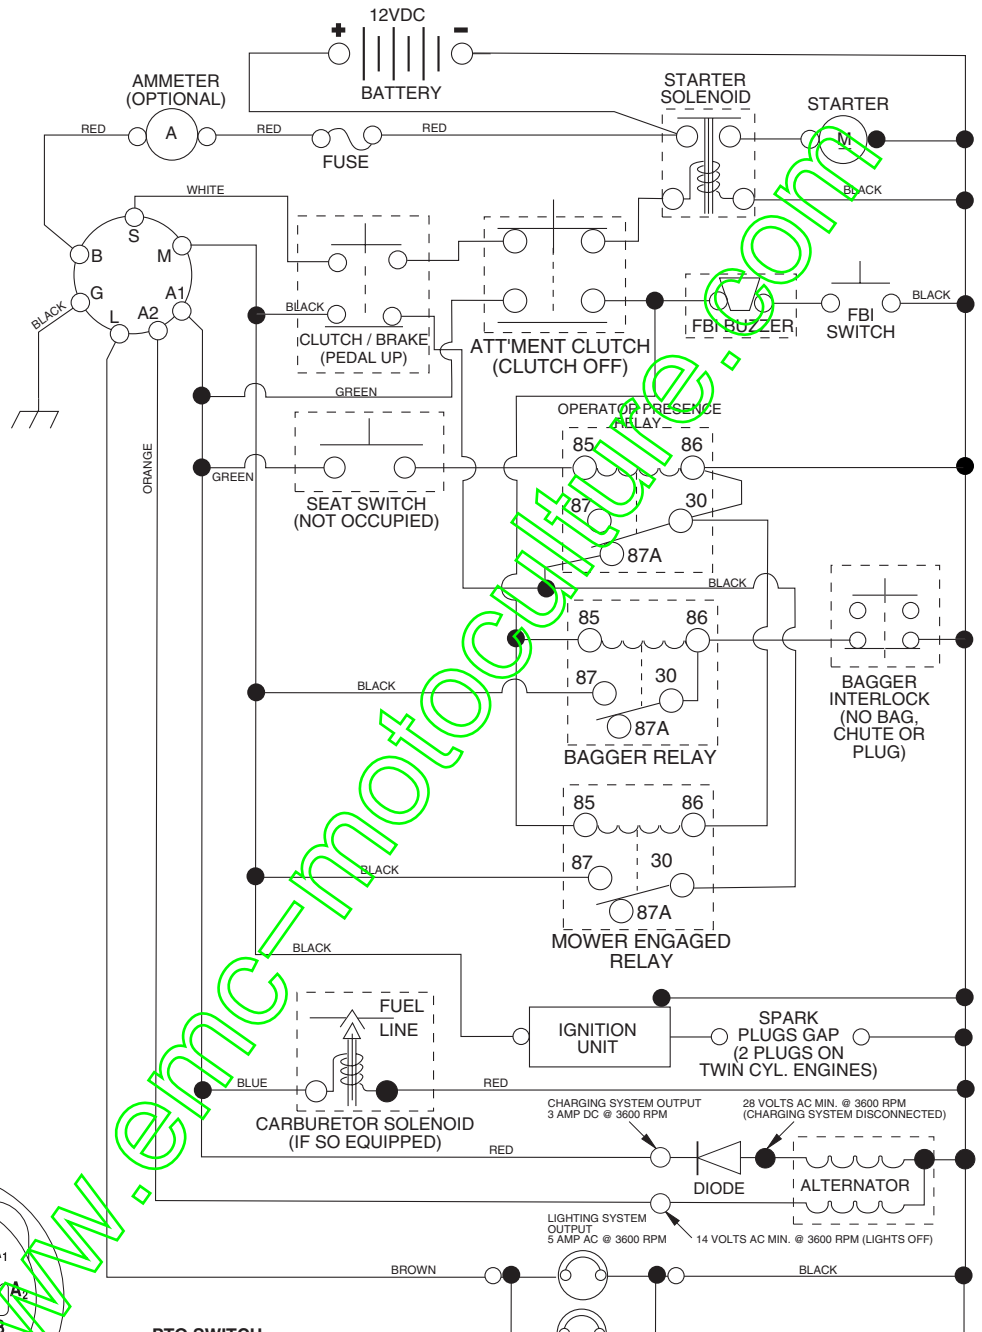 12VDC
+
-
BATTERY
AMMETER
(OPTIONAL)
STARTER
SOLENOID
STARTER
RED
A
RED
FUSE
RED
M
WHITE
BLACK
S
B
M
G
A1
L
A2
BLACK
BLACK
CLUTCH / BRAKE
(PEDAL UP)
ATT'MENT CLUTCH
(CLUTCH OFF)
FBI BUZZER
FBI
SWITCH
BLACK
GREEN
OPERATOR PRESENCE
RELAY
85
86
87
30
87A
ORANGE
GREEN
SEAT SWITCH
(NOT OCCUPIED)
BLACK
85
86
87
30
87A
BAGGER RELAY
BLACK
BAGGER
INTERLOCK
(NO BAG,
CHUTE OR
PLUG)
85
86
87
30
87A
MOWER ENGAGED
RELAY
BLACK
BLACK
FUEL
LINE
IGNITION
UNIT
SPARK
PLUGS GAP
(2 PLUGS ON
TWIN CYL. ENGINES)
BLUE
RED
CARBURETOR SOLENOID
(IF SO EQUIPPED)
CHARGING SYSTEM OUTPUT
3 AMP DC @ 3600 RPM
28 VOLTS AC MIN. @ 3600 RPM
(CHARGING SYSTEM DISCONNECTED)
RED
DIODE
ALTERNATOR
LIGHTING SYSTEM
OUTPUT
5 AMP AC @ 3600 RPM
14 VOLTS AC MIN. @ 3600 RPM (LIGHTS OFF)
BROWN
BLACK
A2
www.emc-motoculture.com